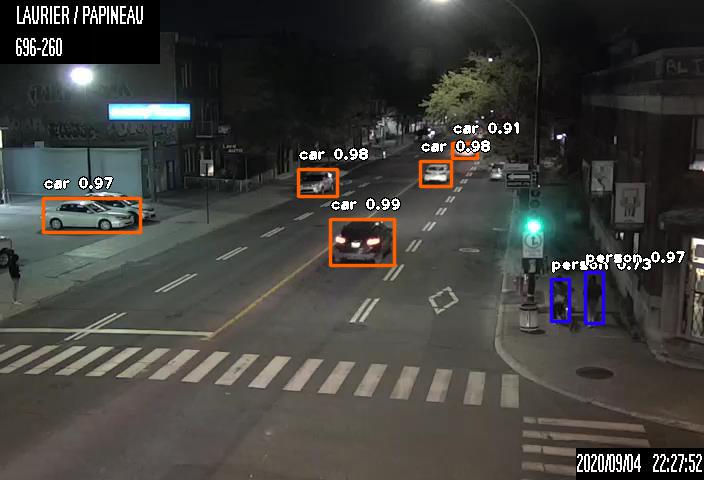 LAURIER / PAPINEAU
696-260
car 0.91
car 0.98
car 0.98
car 0.97
car 0.99
person 0.97
person 0.73
2020/09/04 22:27:52